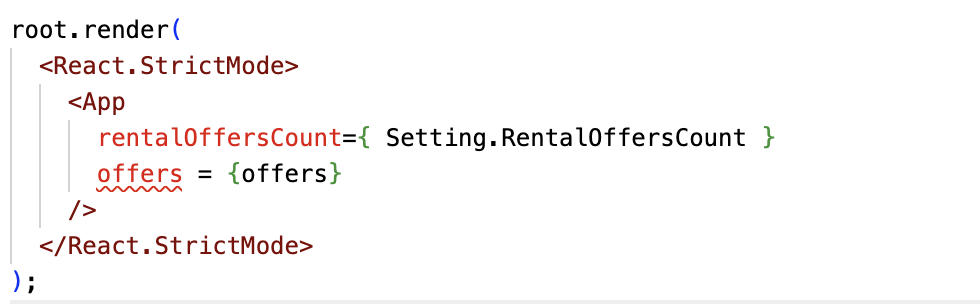 root.render(
<React.StrictMode>
<App
rentalOffersCount={ Setting.RentalOffersCount }
offers = {offers}
/>
</React.StrictMode>
);